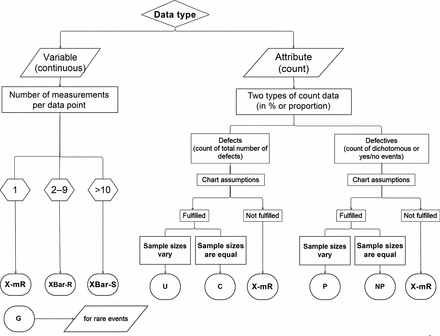 Data type
Variable
(continuous)
Attribute
(count)
Number of measurements
per data point
Two types of count data
(in % or proportion)
Defects
(count of total number of
defects)
Defectives
(count of dichotomous or
yes/no events)
Chart assumptions
Chart assumptions
1
2–9
>10
Fulfilled
Not fulfilled
Fulfilled
Not fulfilled
Sample sizes
vary
Sample sizes
are equal
Sample sizes
vary
Sample sizes
are equal
X-mR
XBar-R
XBar-S
U
C
X-mR
P
NP
X-mR
G
for rare events